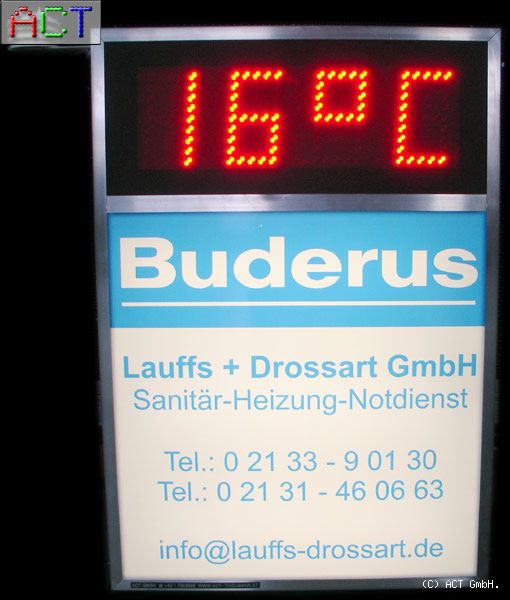 ACT
16°C
Buderus
Lauffs + Drossart GmbH
Sanitär-Heizung-Notdienst
Tel.: 0 21 33 - 9 01 30
Tel.: 0 21 31 - 46 06 63
info@lauffs-drossart.de
(C) ACT GmbH.